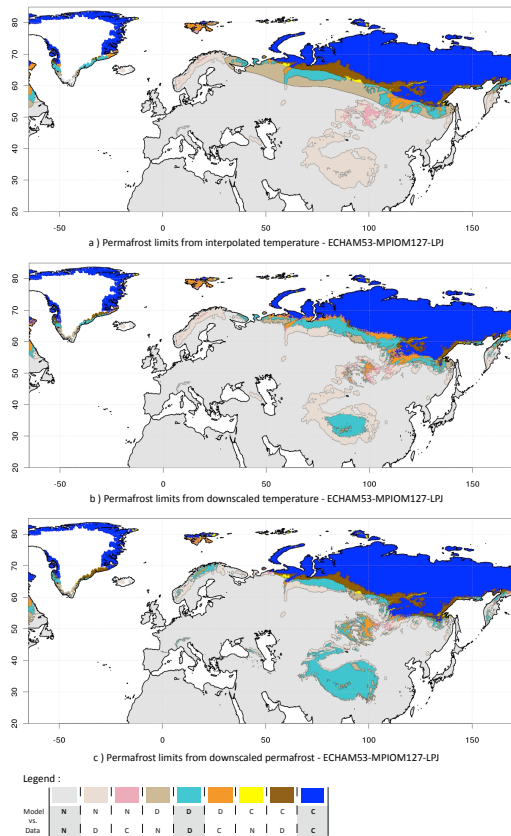 80
70
60
50
40
30
20
-50 0 50 100 150
a ) Permafrost limits from interpolated temperature - ECHAM53-MPIOM127-LPJ
80
70
60
50
40
30
20
-50 0 50 100 150
b ) Permafrost limits from downscaled temperature - ECHAM53-MPIOM127-LPJ
80
70
60
50
40
30
20
-50 0 50 100 150
c ) Permafrost limits from downscaled permafrost - ECHAM53-MPIOM127-LPJ
Legend :
Model N N N D D D C C C
vs.
Data N D C N D C N D C